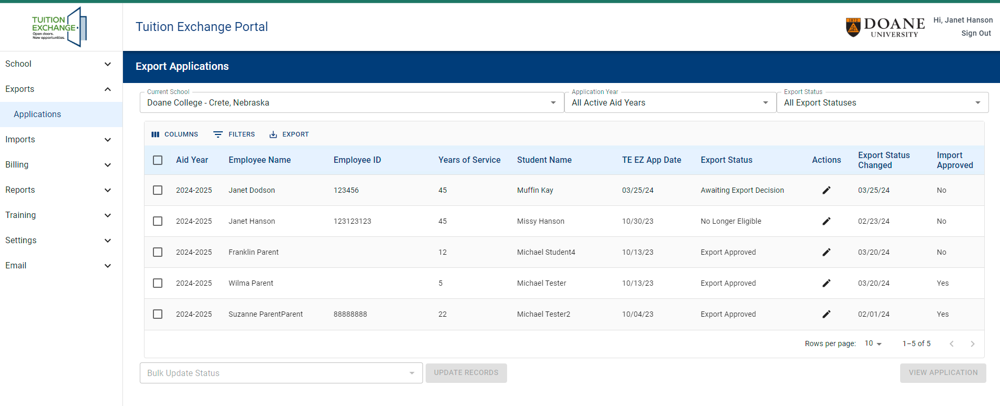 TUITION
EXCHANGE
Open doors.
New opportunities.
Tuition Exchange Portal
1872
DOANE
UNIVERSITY
Hi, Janet Hanson
Sign Out
School
Exports
Applications
Imports
Billing
Reports
Training
Settings
Email
Export Applications
Current School
Doane College - Crete, Nebraska
Application Year
All Active Aid Years
Export Status
All Export Statuses
COLUMNS FILTERS EXPORT
Aid Year Employee Name Employee ID Years of Service Student Name TE EZ App Date Export Status Actions Export Status Changed Import Approved
2024-2025 Janet Dodson 123456 45 Muffin Kay 03/25/24 Awaiting Export Decision 03/25/24 No
2024-2025 Janet Hanson 123123123 45 Missy Hanson 10/30/23 No Longer Eligible 02/23/24 No
2024-2025 Franklin Parent 12 Michael Student4 10/13/23 Export Approved 03/20/24 No
2024-2025 Wilma Parent 5 Michael Tester 10/13/23 Export Approved 03/20/24 Yes
2024-2025 Suzanne ParentParent 88888888 22 Michael Tester2 10/04/23 Export Approved 02/01/24 Yes
Rows per page: 10 1–5 of 5
Bulk Update Status UPDATE RECORDS VIEW APPLICATION